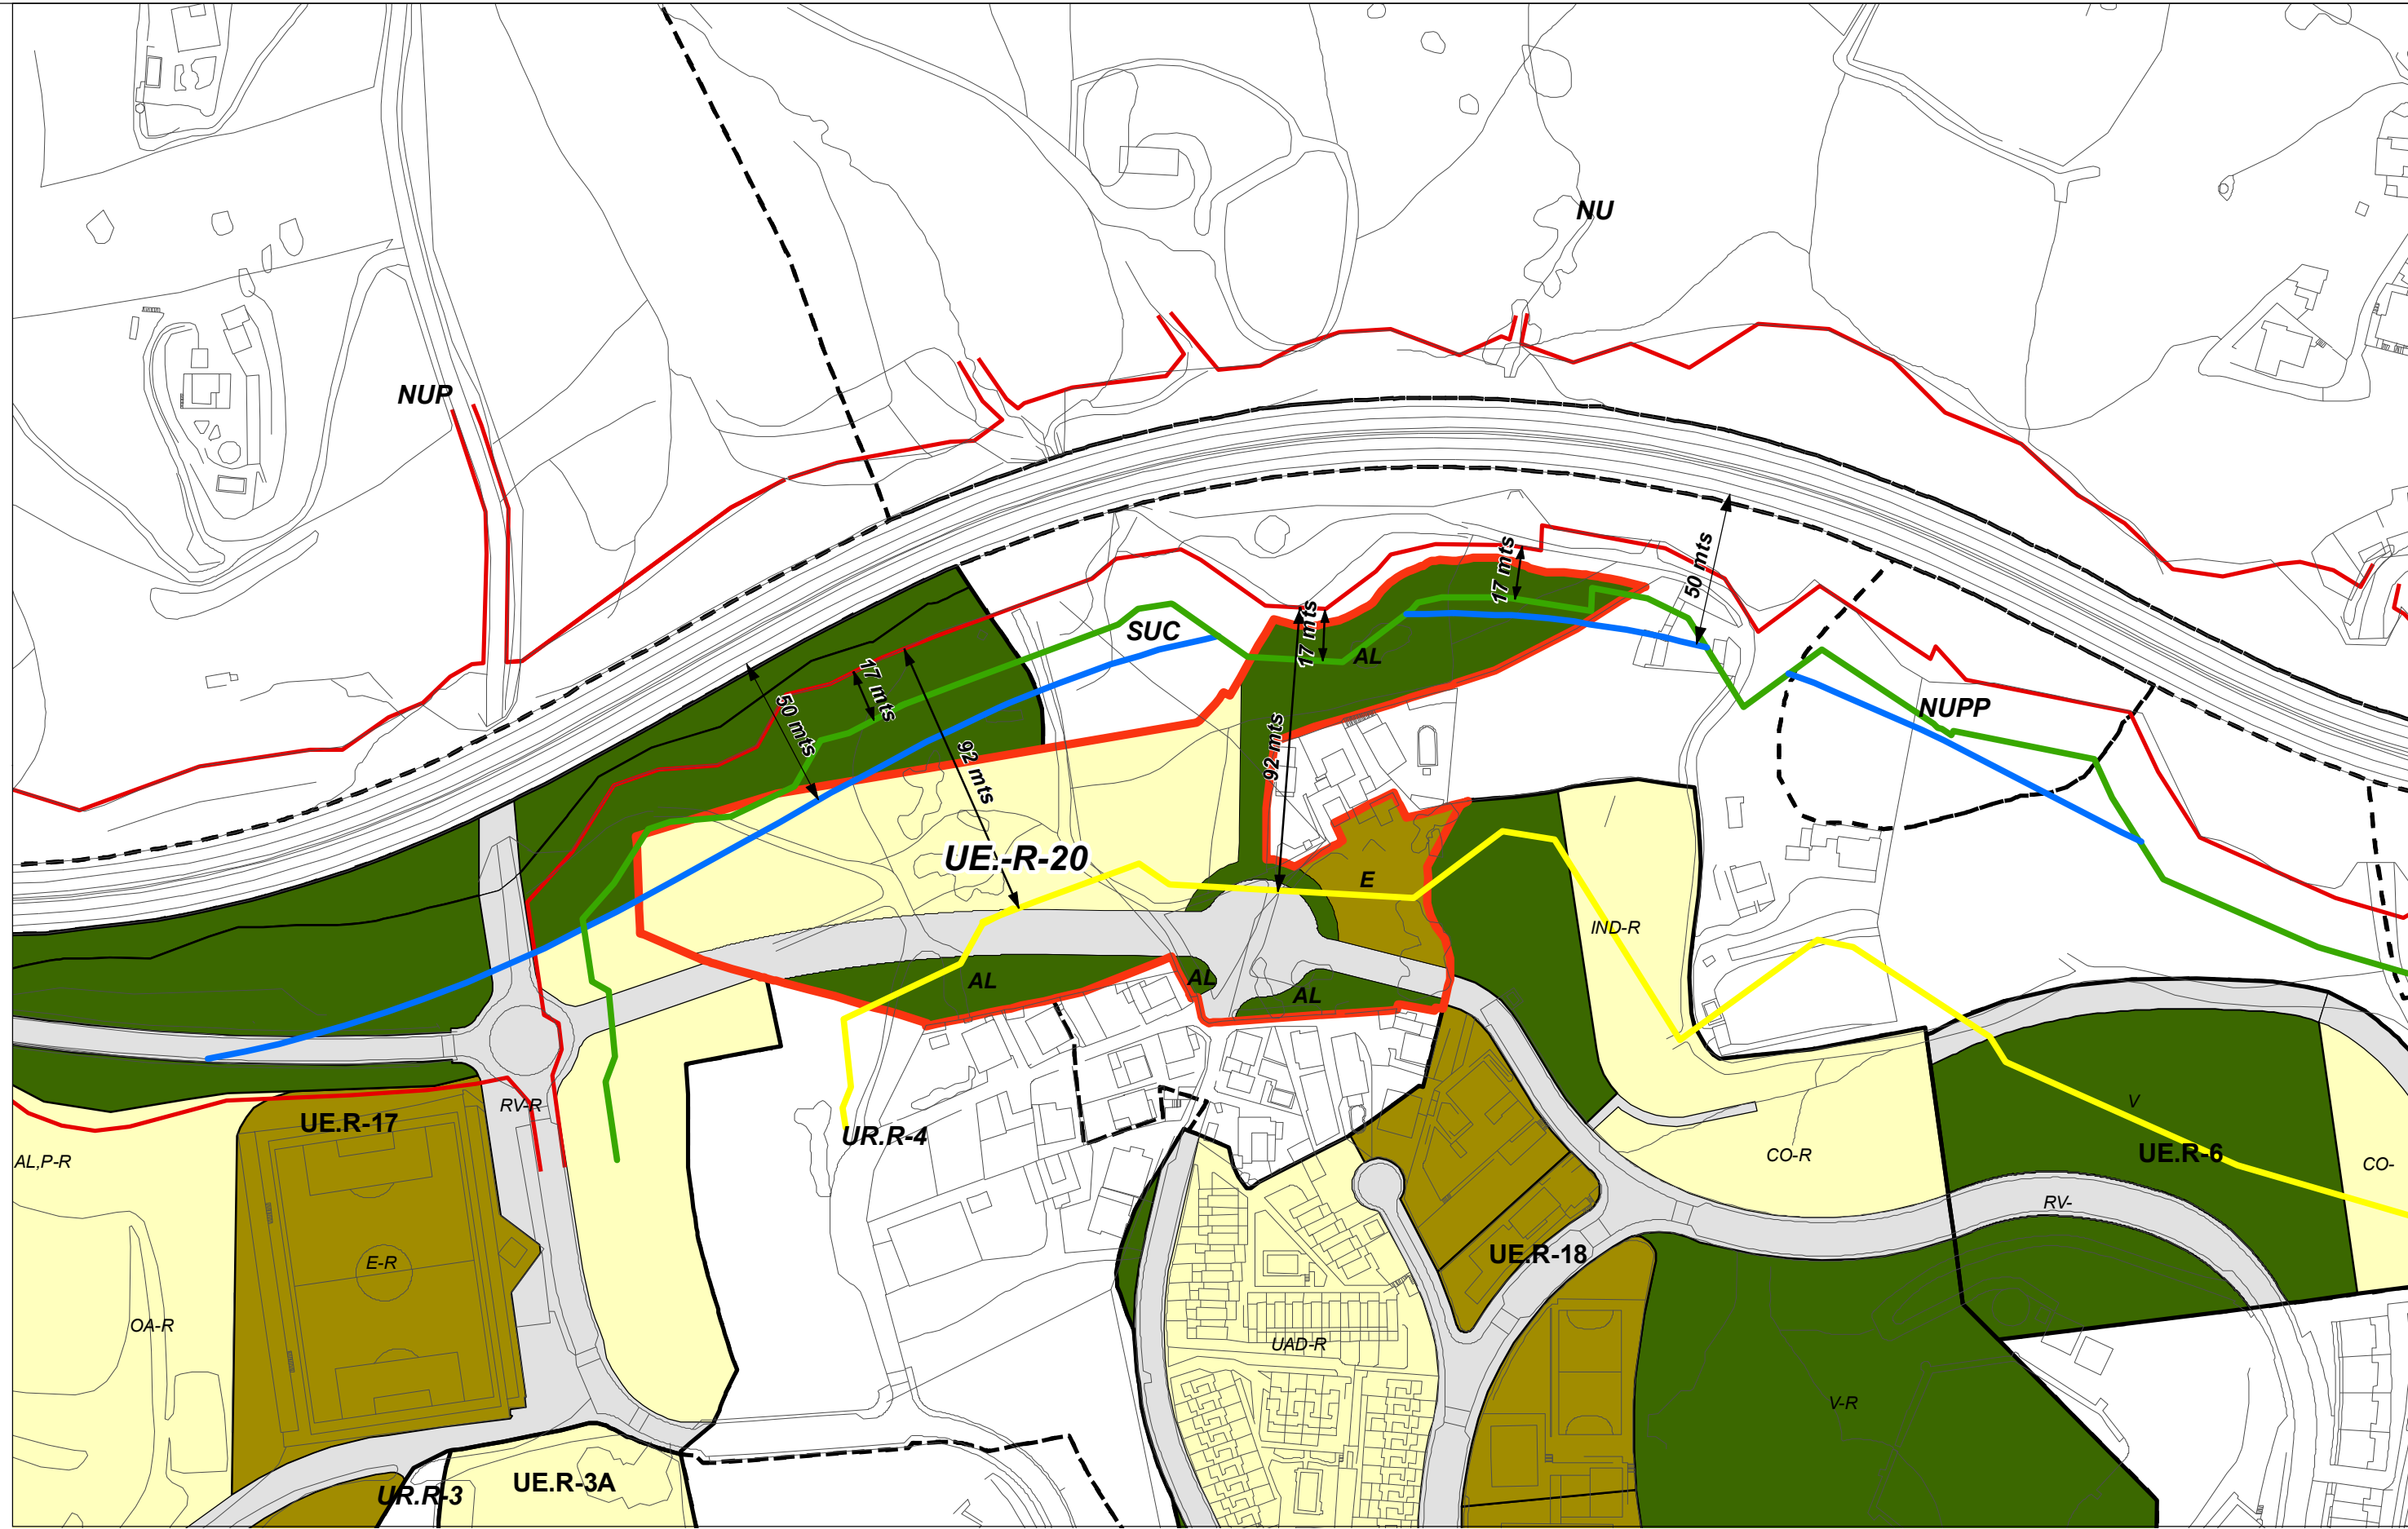 NU
NUP
50 mts
17 mts
17 mts
SUC
AL
17 mts
50 mts
92 mts
92 mts
NUPP
UE.-R-20
E
IND-R
AL
AL
AL
RV-R
UE.R-17
UR.R-4
V
UE.R-6
AL,P-R
CO-R
CO-
RV-
E-R
UE.R-18
OA-R
UAD-R
V-R
UE.R-3A
UR.R-3